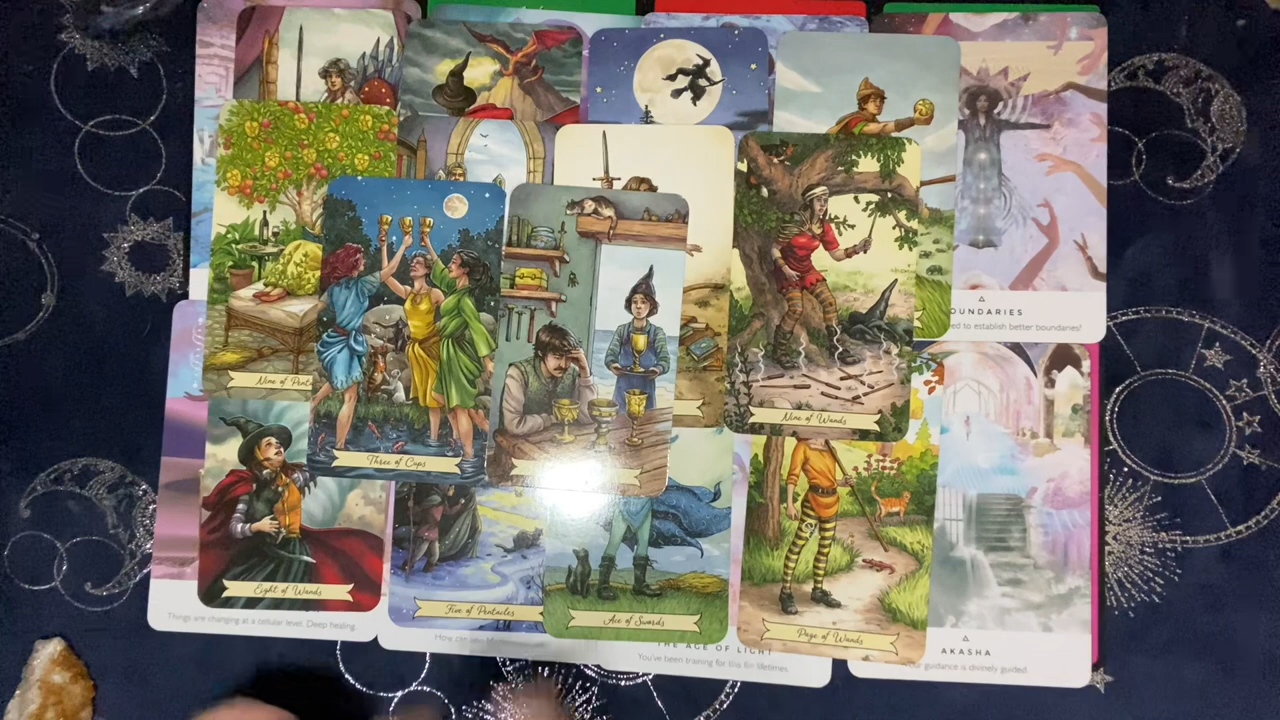 OUNDARIES
ed to establish better boundaries?
Nine of Pent
Nine of Wands
Three of Cups
Eight of Wands
Five of Pentacles
Ace of Swords
Page of Wands
Things are changing at a cellular level. Deep healing.
How can you
THE AGE OF LIGHT
You've been training for this for lifetimes.
AKASHA
our guidance is divinely guided.